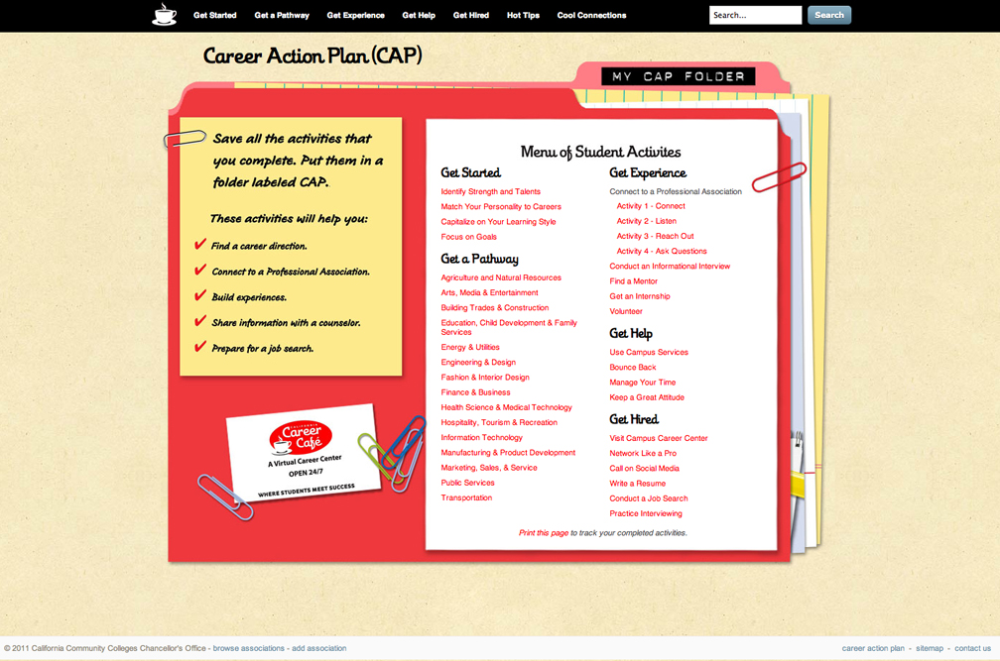 Get Started
Get a Pathway
Get Experience
Get Help
Get Hired
Hot Tips
Cool Connections
Search...
Search
Career Action Plan (CAP)
MY CAP FOLDER
Save all the activities that
you complete. Put them in a
folder labeled CAP.
These activities will help you:
Find a career direction.
Connect to a Professional Association.
Build experiences.
Share information with a counselor.
Prepare for a job search.
CALIFORNIA
Career
Café
A Virtual Career Center
OPEN 24/7
WHERE STUDENTS MEET SUCCESS
Menu of Student Activites
Get Started
Identify Strength and Talents
Match Your Personality to Careers
Capitalize on Your Learning Style
Focus on Goals
Get a Pathway
Agriculture and Natural Resources
Arts, Media & Entertainment
Building Trades & Construction
Education, Child Development & Family
Services
Energy & Utilities
Engineering & Design
Fashion & Interior Design
Finance & Business
Health Science & Medical Technology
Hospitality, Tourism & Recreation
Information Technology
Manufacturing & Product Development
Marketing, Sales, & Service
Public Services
Transportation
Get Experience
Connect to a Professional Association
Activity 1 - Connect
Activity 2 - Listen
Activity 3 - Reach Out
Activity 4 - Ask Questions
Conduct an Informational Interview
Find a Mentor
Get an Internship
Volunteer
Get Help
Use Campus Services
Bounce Back
Manage Your Time
Keep a Great Attitude
Get Hired
Visit Campus Career Center
Network Like a Pro
Call on Social Media
Write a Resume
Conduct a Job Search
Practice Interviewing
Print this page to track your completed activities.
© 2011 California Community Colleges Chancellor's Office - browse associations - add association
career action plan - sitemap - contact us